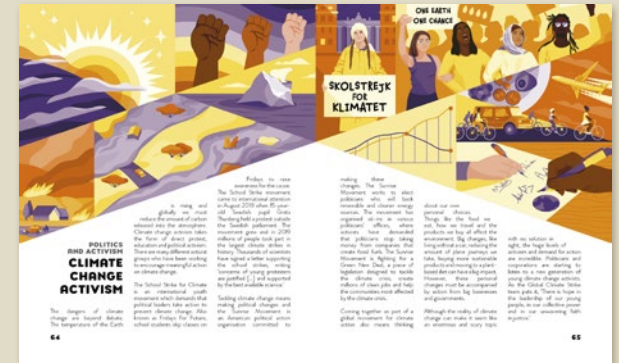 ONE EARTH
ONE CHANCE
SKOLSTREJK
FOR
KLIMATET
POLITICS
AND ACTIVISM
CLIMATE
CHANGE
ACTIVISM
The dangers of climate
change are beyond debate.
The temperature of the Earth
is rising and
globally we must
reduce the amount of carbon
released into the atmosphere.
Climate change activism takes
the form of direct protest,
education and political activism.
There are many different activist
groups who have been working
to encourage meaningful action
on climate change.
The School Strike for Climate
is an international youth
movement which demands that
political leaders take action to
prevent climate change. Also
known as Fridays For Future,
school students skip classes on
Fridays to raise
awareness for the cause.
The School Strike movement
came to international attention
in August 2018 when 15-year-
old Swedish pupil Greta
Thunberg held a protest outside
the Swedish parliament. The
movement grew and in 2019
millions of people took part in
the largest climate strikes in
history. Thousands of scientists
have signed a letter supporting
the school strikes, noting
'concerns of young protesters
are justified [...] and supported
by the best available science.'
Tackling climate change means
making political changes and
the Sunrise Movement is
an American political action
organisation committed to
making these
changes. The Sunrise
Movement works to elect
politicians who will back
renewable and cleaner energy
sources. The movement has
organised sit-ins in various
politicians' offices, where
activists have demanded
that politicians stop taking
money from companies that
create fossil fuels. The Sunrise
Movement is fighting for a
Green New Deal, a piece of
legislation designed to tackle
the climate crisis, create
millions of clean jobs and help
the communities most affected
by the climate crisis.
Coming together as part of a
global movement for climate
action also means thinking
about our own
personal choices.
Things like the food we
eat, how we travel and the
products we buy all affect the
environment. Big changes, like
living without a car, reducing the
amount of plane journeys we
take, buying more sustainable
products and moving to a plant-
based diet can have a big impact.
However, these personal
changes must be accompanied
by action from big businesses
and governments.
Although the reality of climate
change can make it seem like
an enormous and scary topic
with no solution in
sight, the huge levels of
activism and demand for action
are incredible. Politicians and
corporations are starting to
listen to a new generation of
young climate change activists.
As the Global Climate Strike
team puts it, 'There is hope in
the leadership of our young
people, in our collective power
and in our unwavering faith
in justice.'
64
65